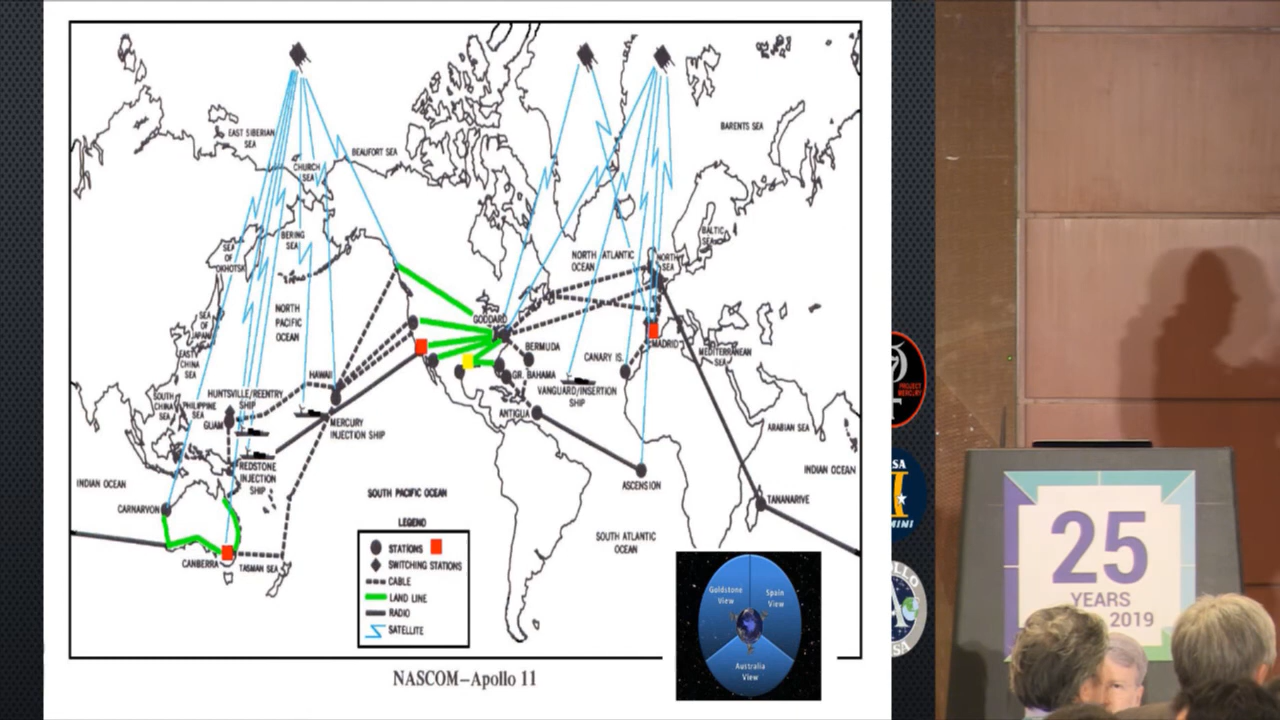 EAST SIBERIAN
SEA
CHURCH
SEA
BEAUFORT SEA
BARENTS SEA
BERING
SEA
SEA
OF
OKHOTSK
BALTIC
SEA
NORTH ATLANTIC
OCEAN
NORTH
SEA
NORTH
PACIFIC
OCEAN
SEA
OF
JAPAN
GODDARD
BERMUDA
MADRID
MEDITERRANEAN
SEA
EAST
CHINA
SEA
CANARY IS.
HAWAII
GR. BAHAMA
VANGUARD/INSERTION
SHIP
HUNTSVILLE/REENTRY
SHIP
SOUTH
CHINA
SEA
PHILIPPINE
SEA
GUAM
ANTIGUA
MERCURY
INJECTION SHIP
ARABIAN SEA
REDSTONE
INJECTION
SHIP
INDIAN OCEAN
INDIAN OCEAN
ASCENSION
SOUTH PACIFIC OCEAN
TANANARIVE
CARNARVON
SOUTH ATLANTIC
OCEAN
CANBERRA
TASMAN SEA
LEGEND
STATIONS
SWITCHING STATIONS
CABLE
LAND LINE
RADIO
SATELLITE
Goldstone
View
Spain
View
Australia
View
NASCOM–Apollo 11
PROJECT
MERCURY
25
YEARS
2019